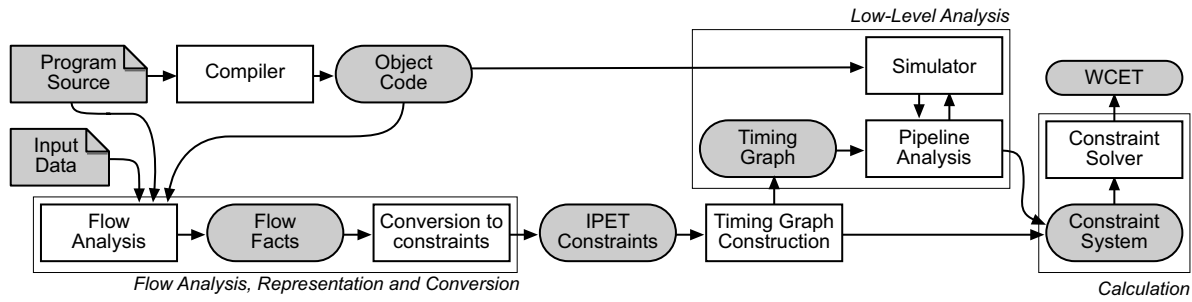 Low-Level Analysis
Program
Source
Compiler
Object
Code
Simulator
WCET
Input
Data
Timing
Graph
Pipeline
Analysis
Constraint
Solver
Flow
Analysis
Flow
Facts
Conversion to
constraints
IPET
Constraints
Timing Graph
Construction
Constraint
System
Flow Analysis, Representation and Conversion
Calculation